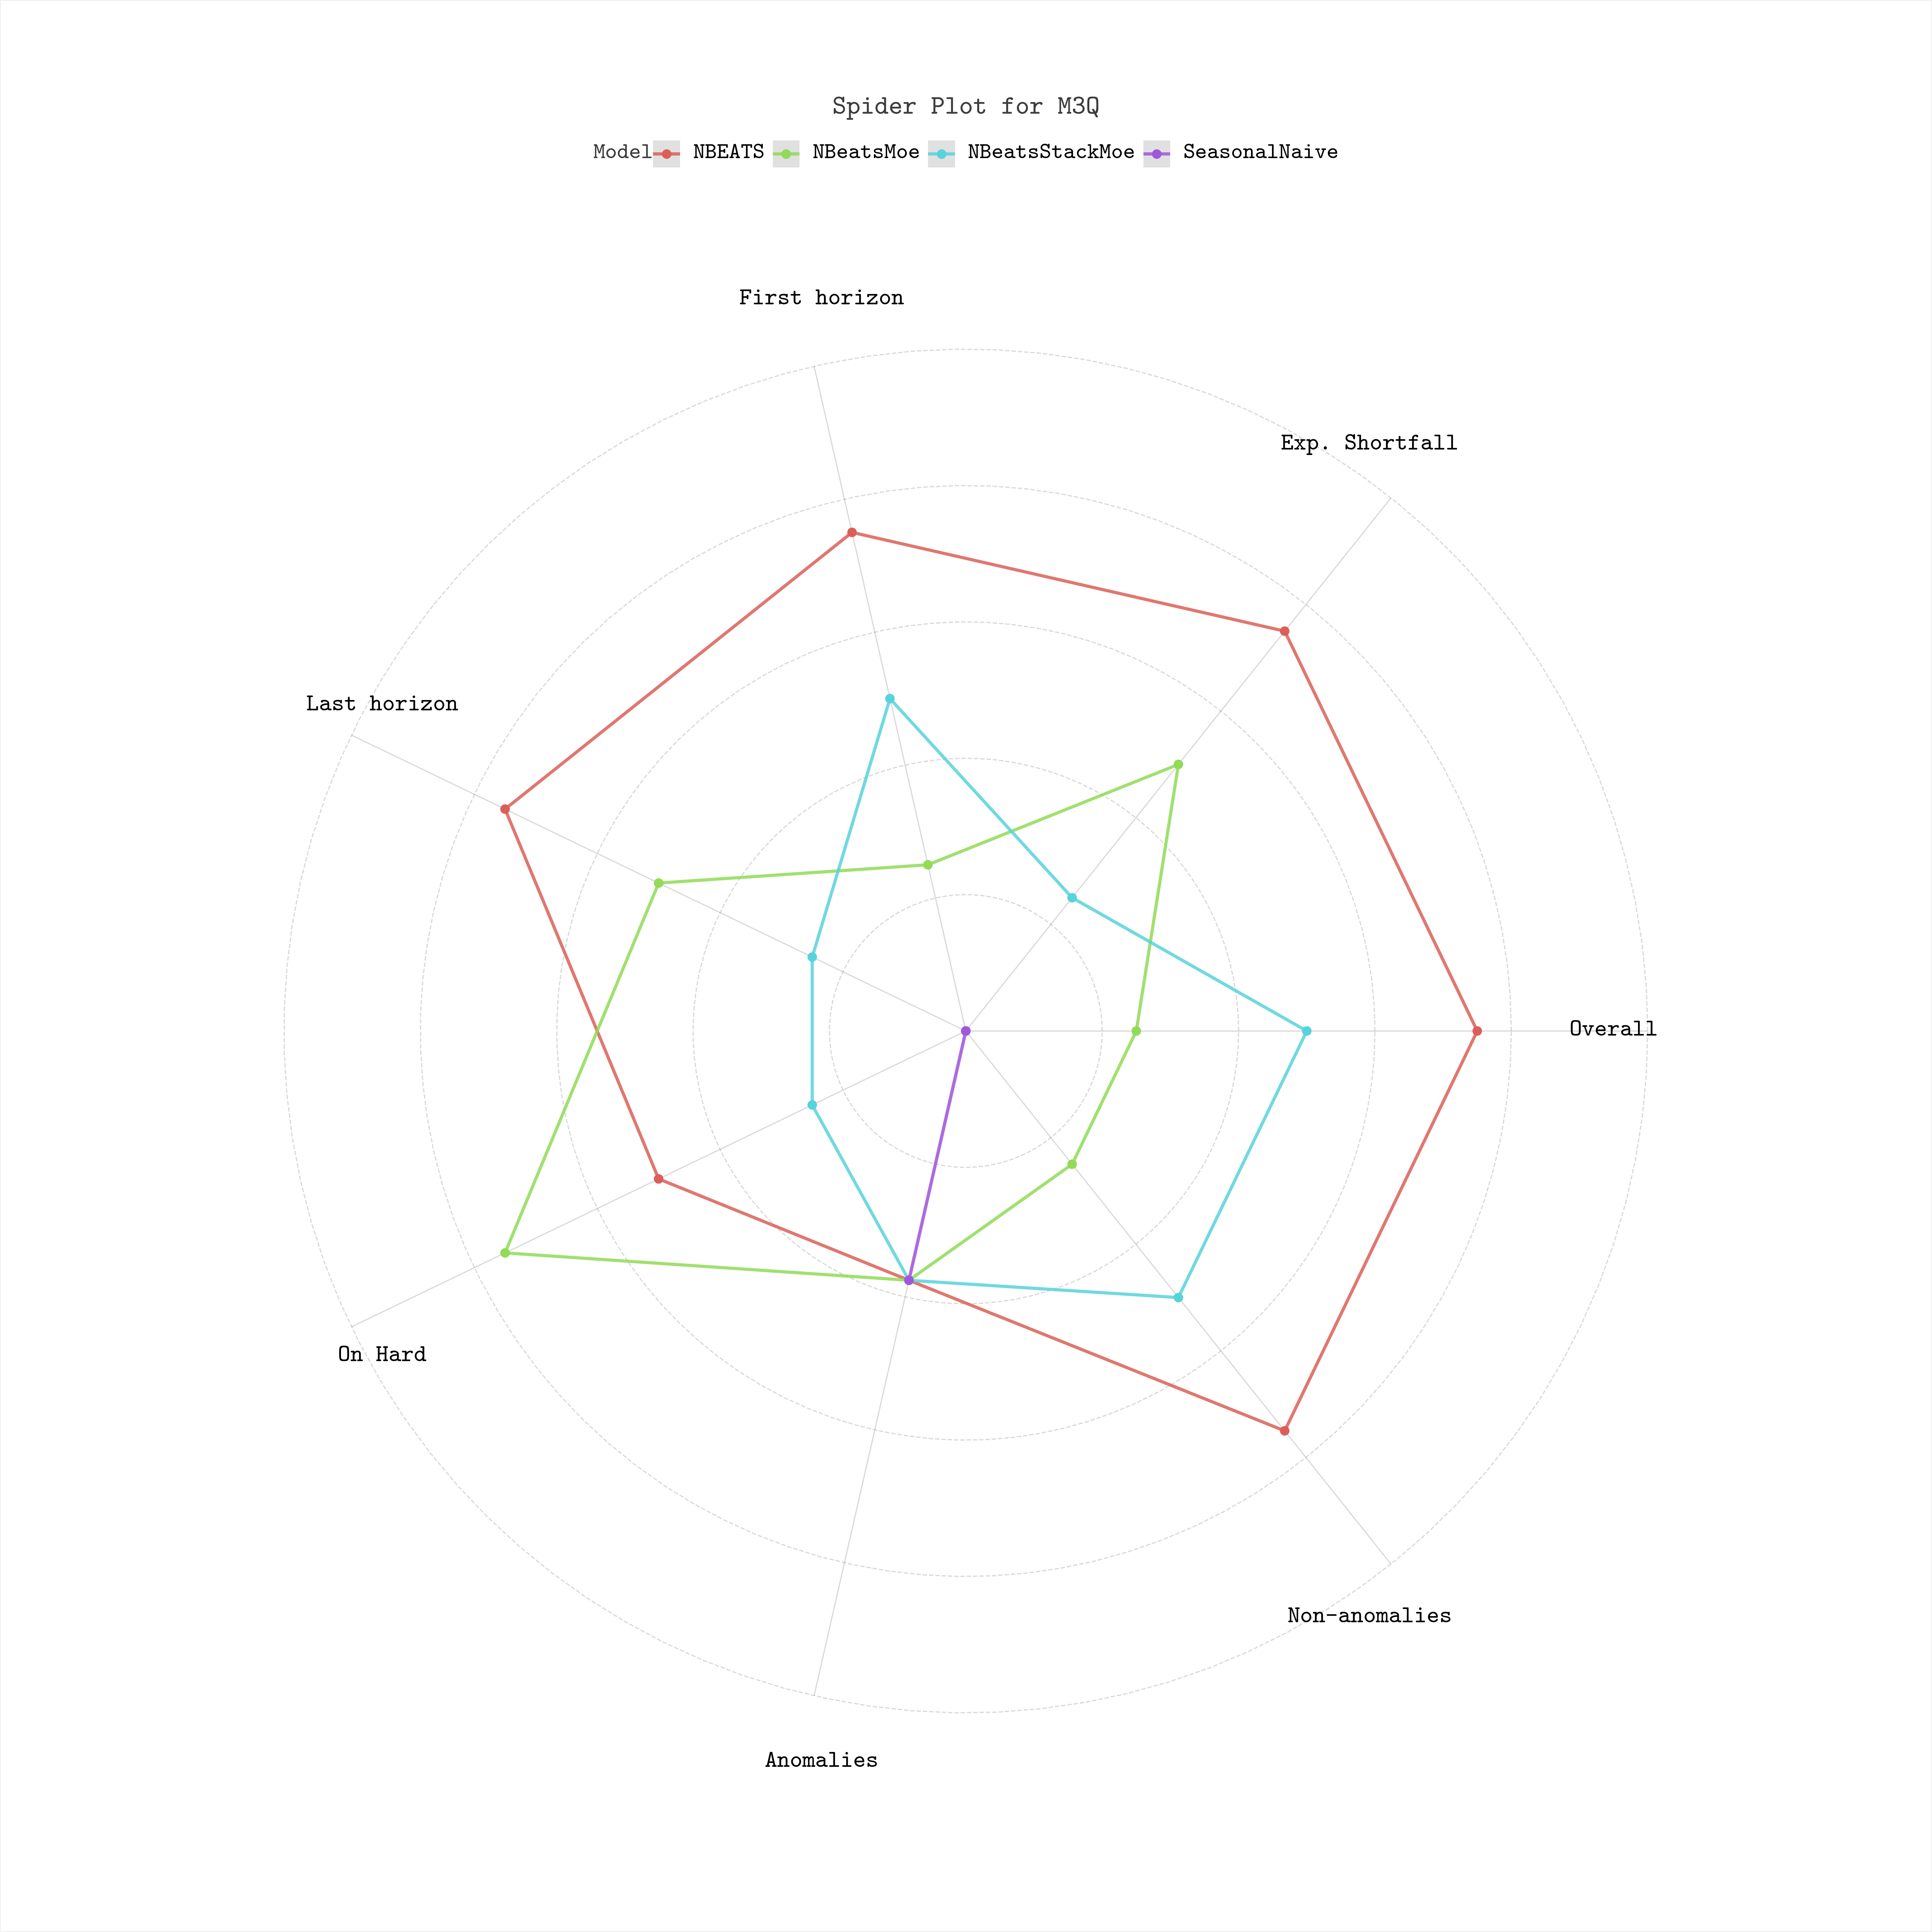 Spider Plot for M3Q
Model NBEATS NBeatsMoe NBeatsStackMoe SeasonalNaive
First horizon
Exp. Shortfall
Last horizon
Overall
On Hard
Non-anomalies
Anomalies